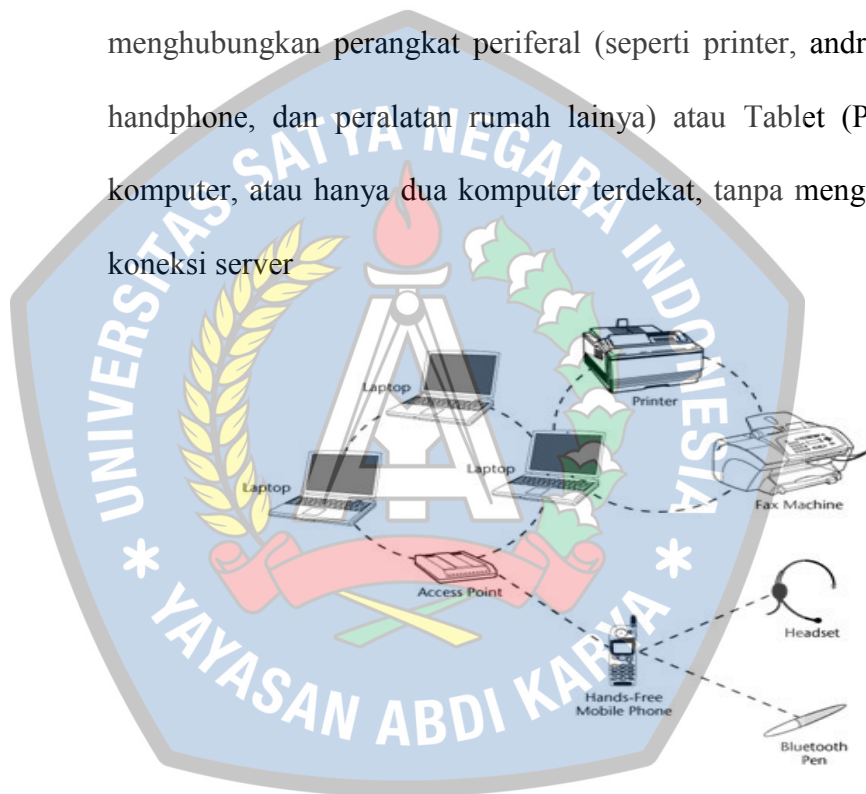 menghubungkan perangkat periferal (seperti printer, andr
handphone, dan peralatan rumah lainya) atau Tablet (P
komputer, atau hanya dua komputer terdekat, tanpa meng
koneksi server
UNIVERSITAS SATYA NEGARA INDONESIA
Laptop
Printer
Laptop
Laptop
Fax Machine
Access Point
Headset
Hands-Free
Mobile Phone
Bluetooth
Pen
YAYASAN ABDI KARYA